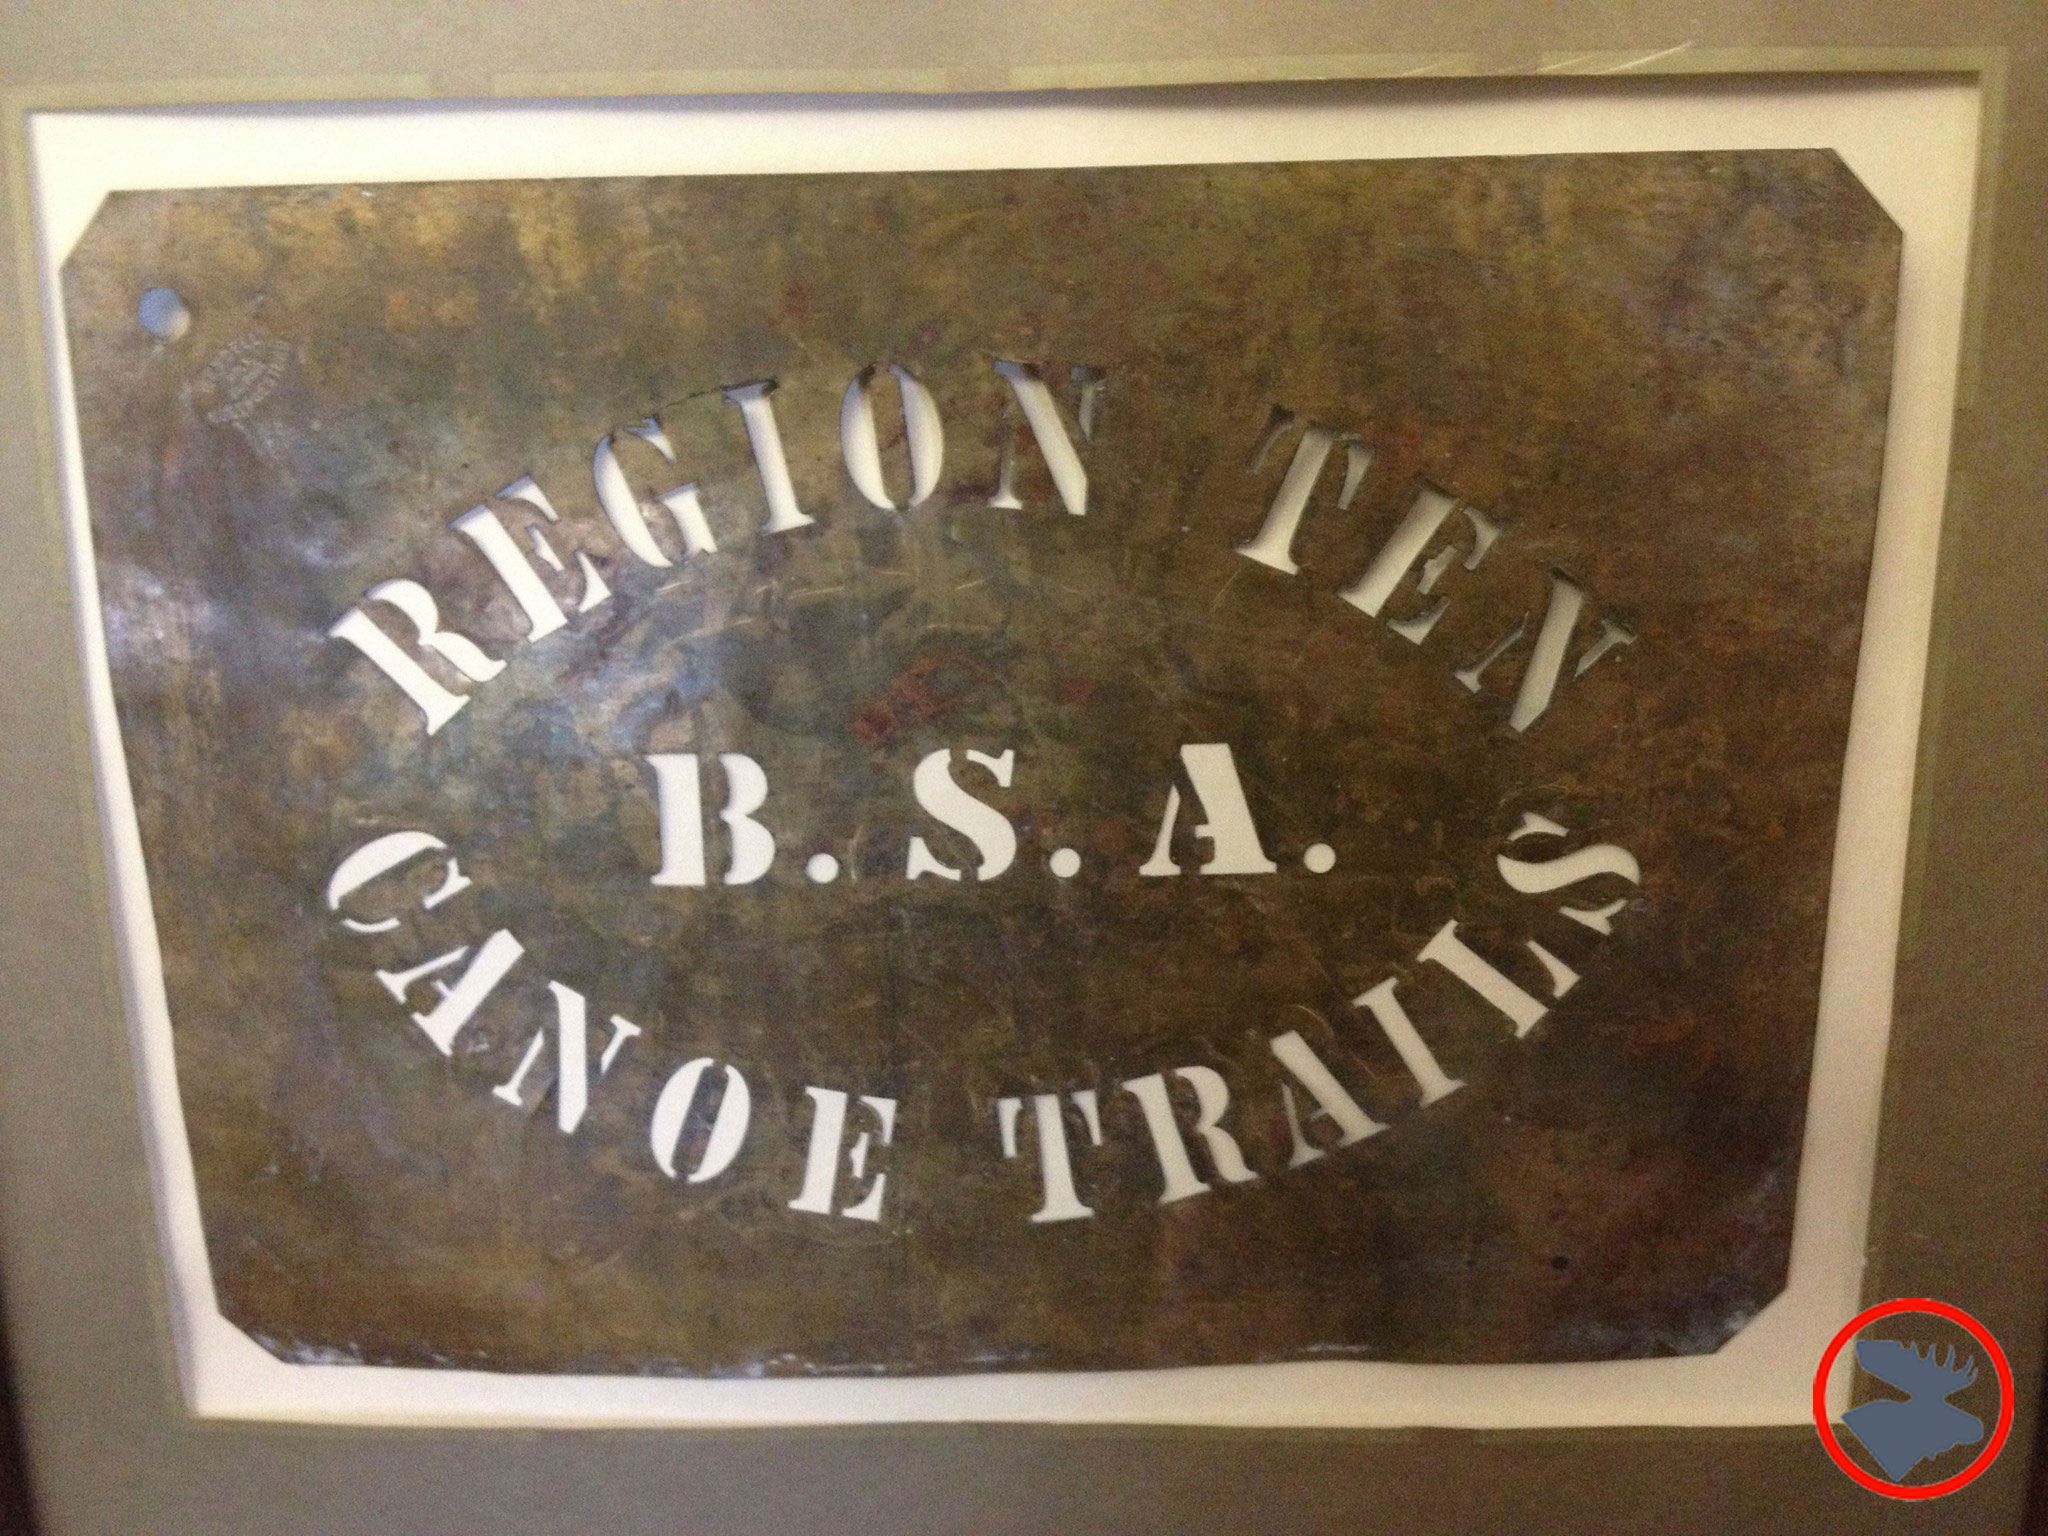 REGION TEN
B.S.A.
CANOE TRAILS